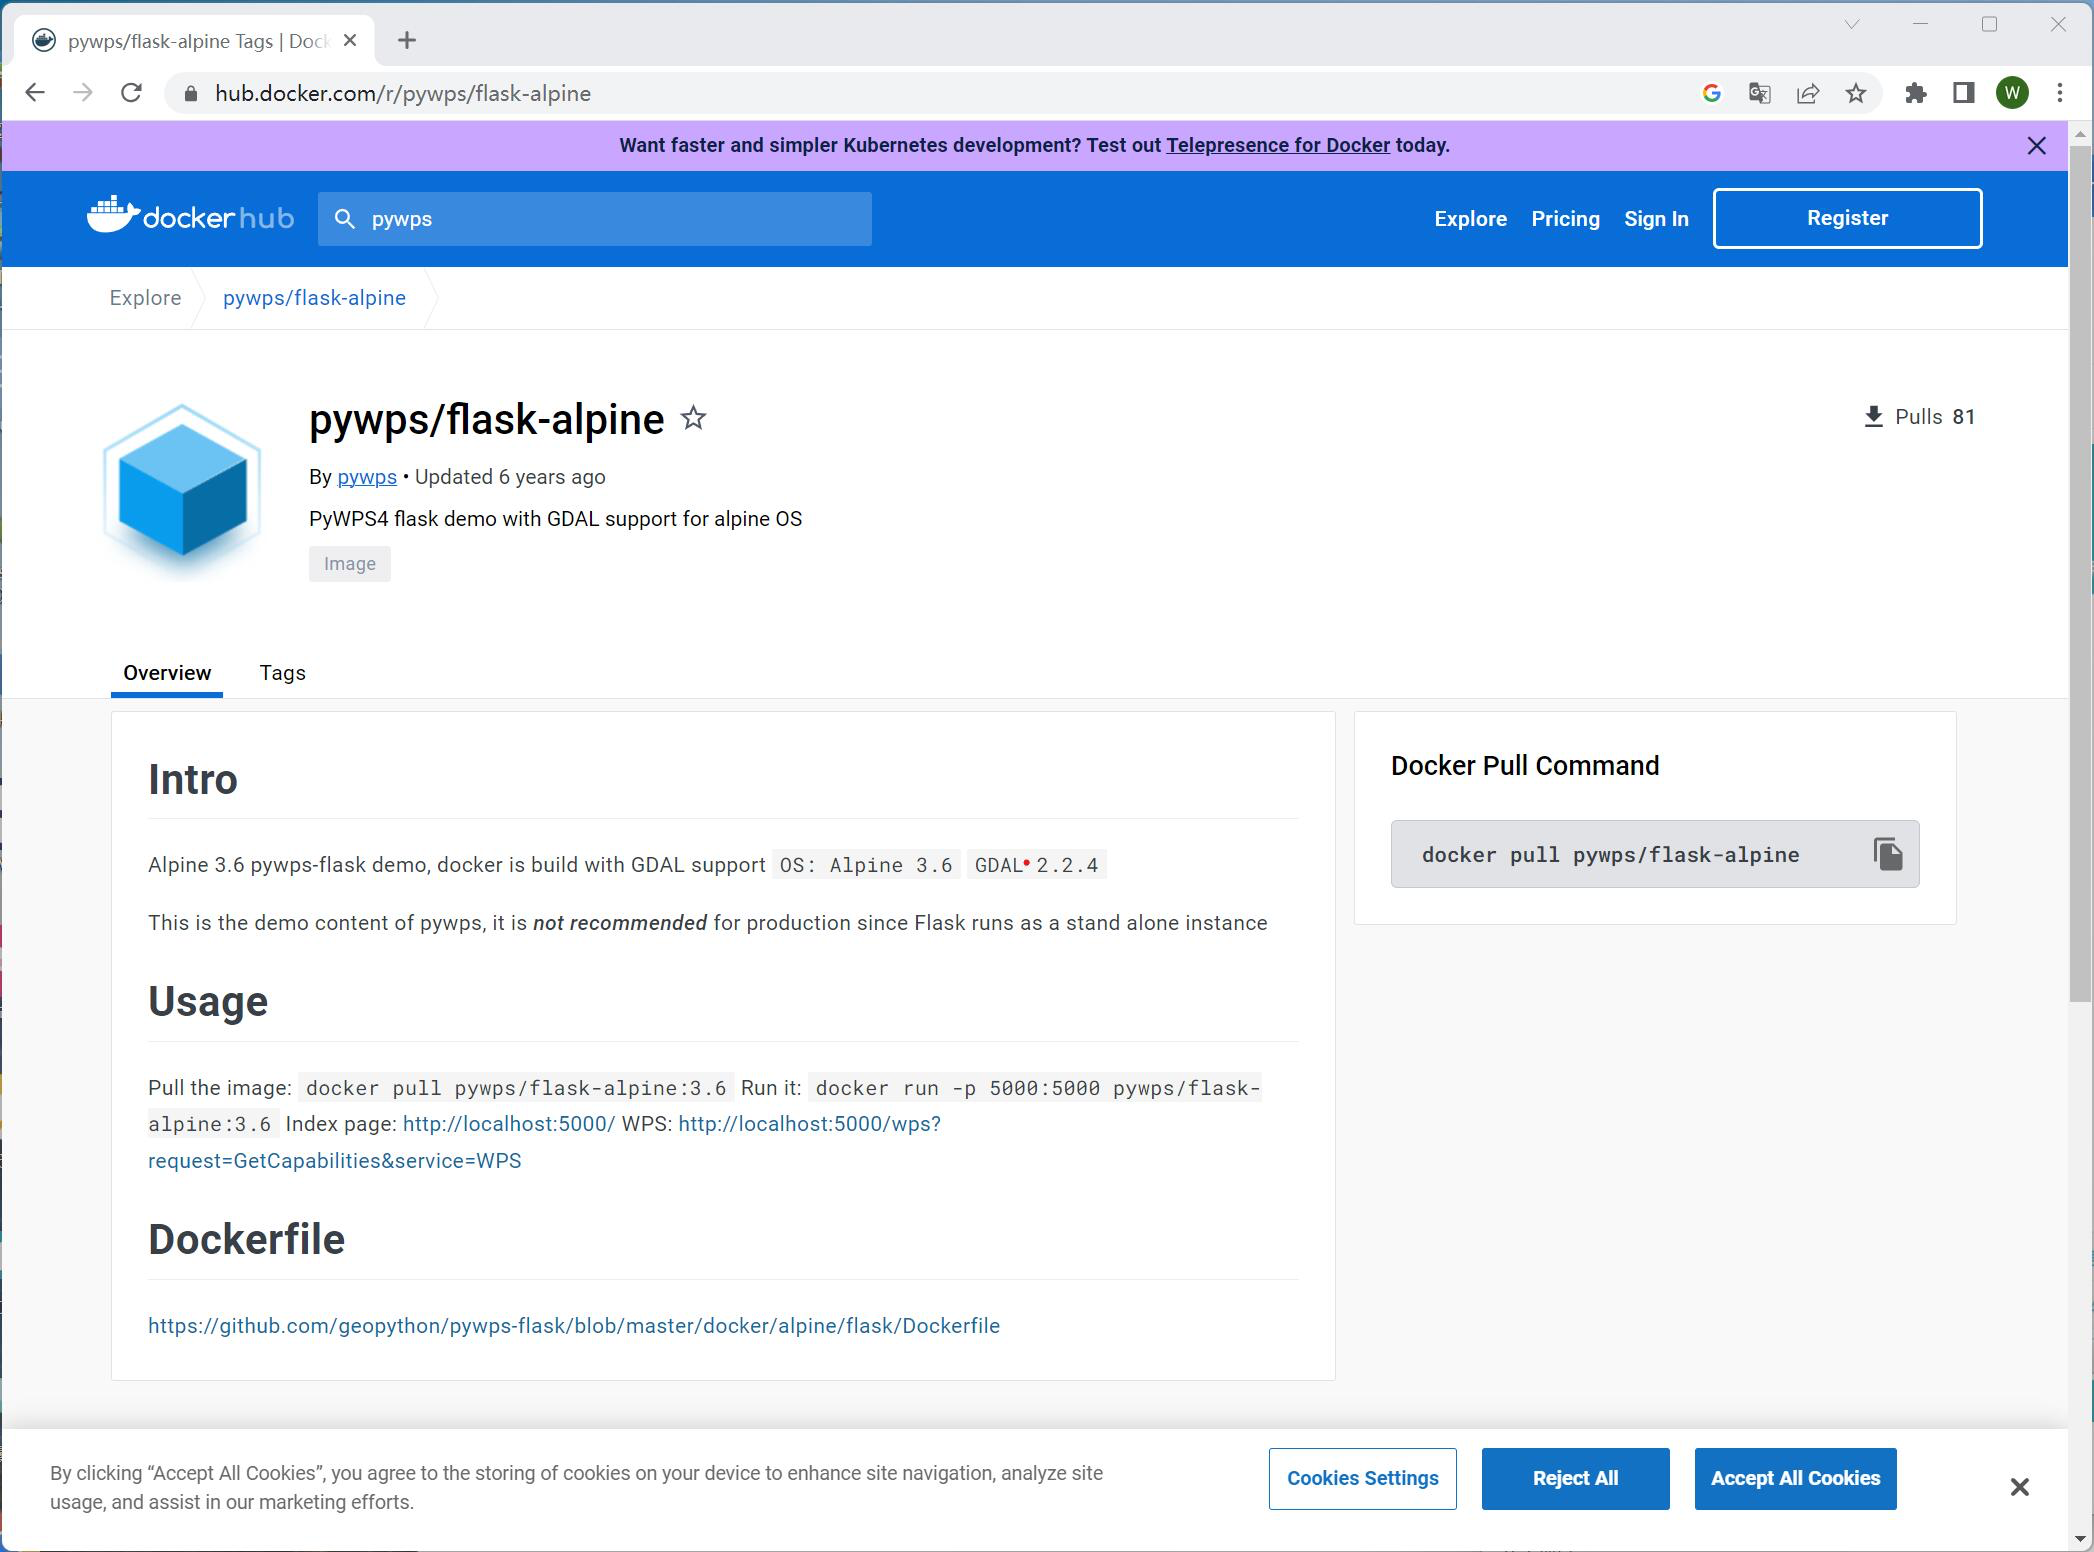 pywps/flask-alpine Tags | Dock
hub.docker.com/r/pywps/flask-alpine
W
Want faster and simpler Kubernetes development? Test out Telepresence for Docker today.
dockerhub
pywps
Explore
Pricing
Sign In
Register
Explore
pywps/flask-alpine
pywps/flask-alpine
Pulls 81
By pywps • Updated 6 years ago
PyWPS4 flask demo with GDAL support for alpine OS
Image
Overview
Tags
Intro
Alpine 3.6 pywps-flask demo, docker is build with GDAL support OS: Alpine 3.6 GDAL 2.2.4
This is the demo content of pywps, it is not recommended for production since Flask runs as a stand alone instance
Usage
Pull the image: docker pull pywps/flask-alpine:3.6 Run it: docker run -p 5000:5000 pywps/flask-
alpine:3.6 Index page: http://localhost:5000/ WPS: http://localhost:5000/wps?
request=GetCapabilities&service=WPS
Dockerfile
https://github.com/geopython/pywps-flask/blob/master/docker/alpine/flask/Dockerfile
Docker Pull Command
docker pull pywps/flask-alpine
By clicking “Accept All Cookies”, you agree to the storing of cookies on your device to enhance site navigation, analyze site
usage, and assist in our marketing efforts.
Cookies Settings
Reject All
Accept All Cookies